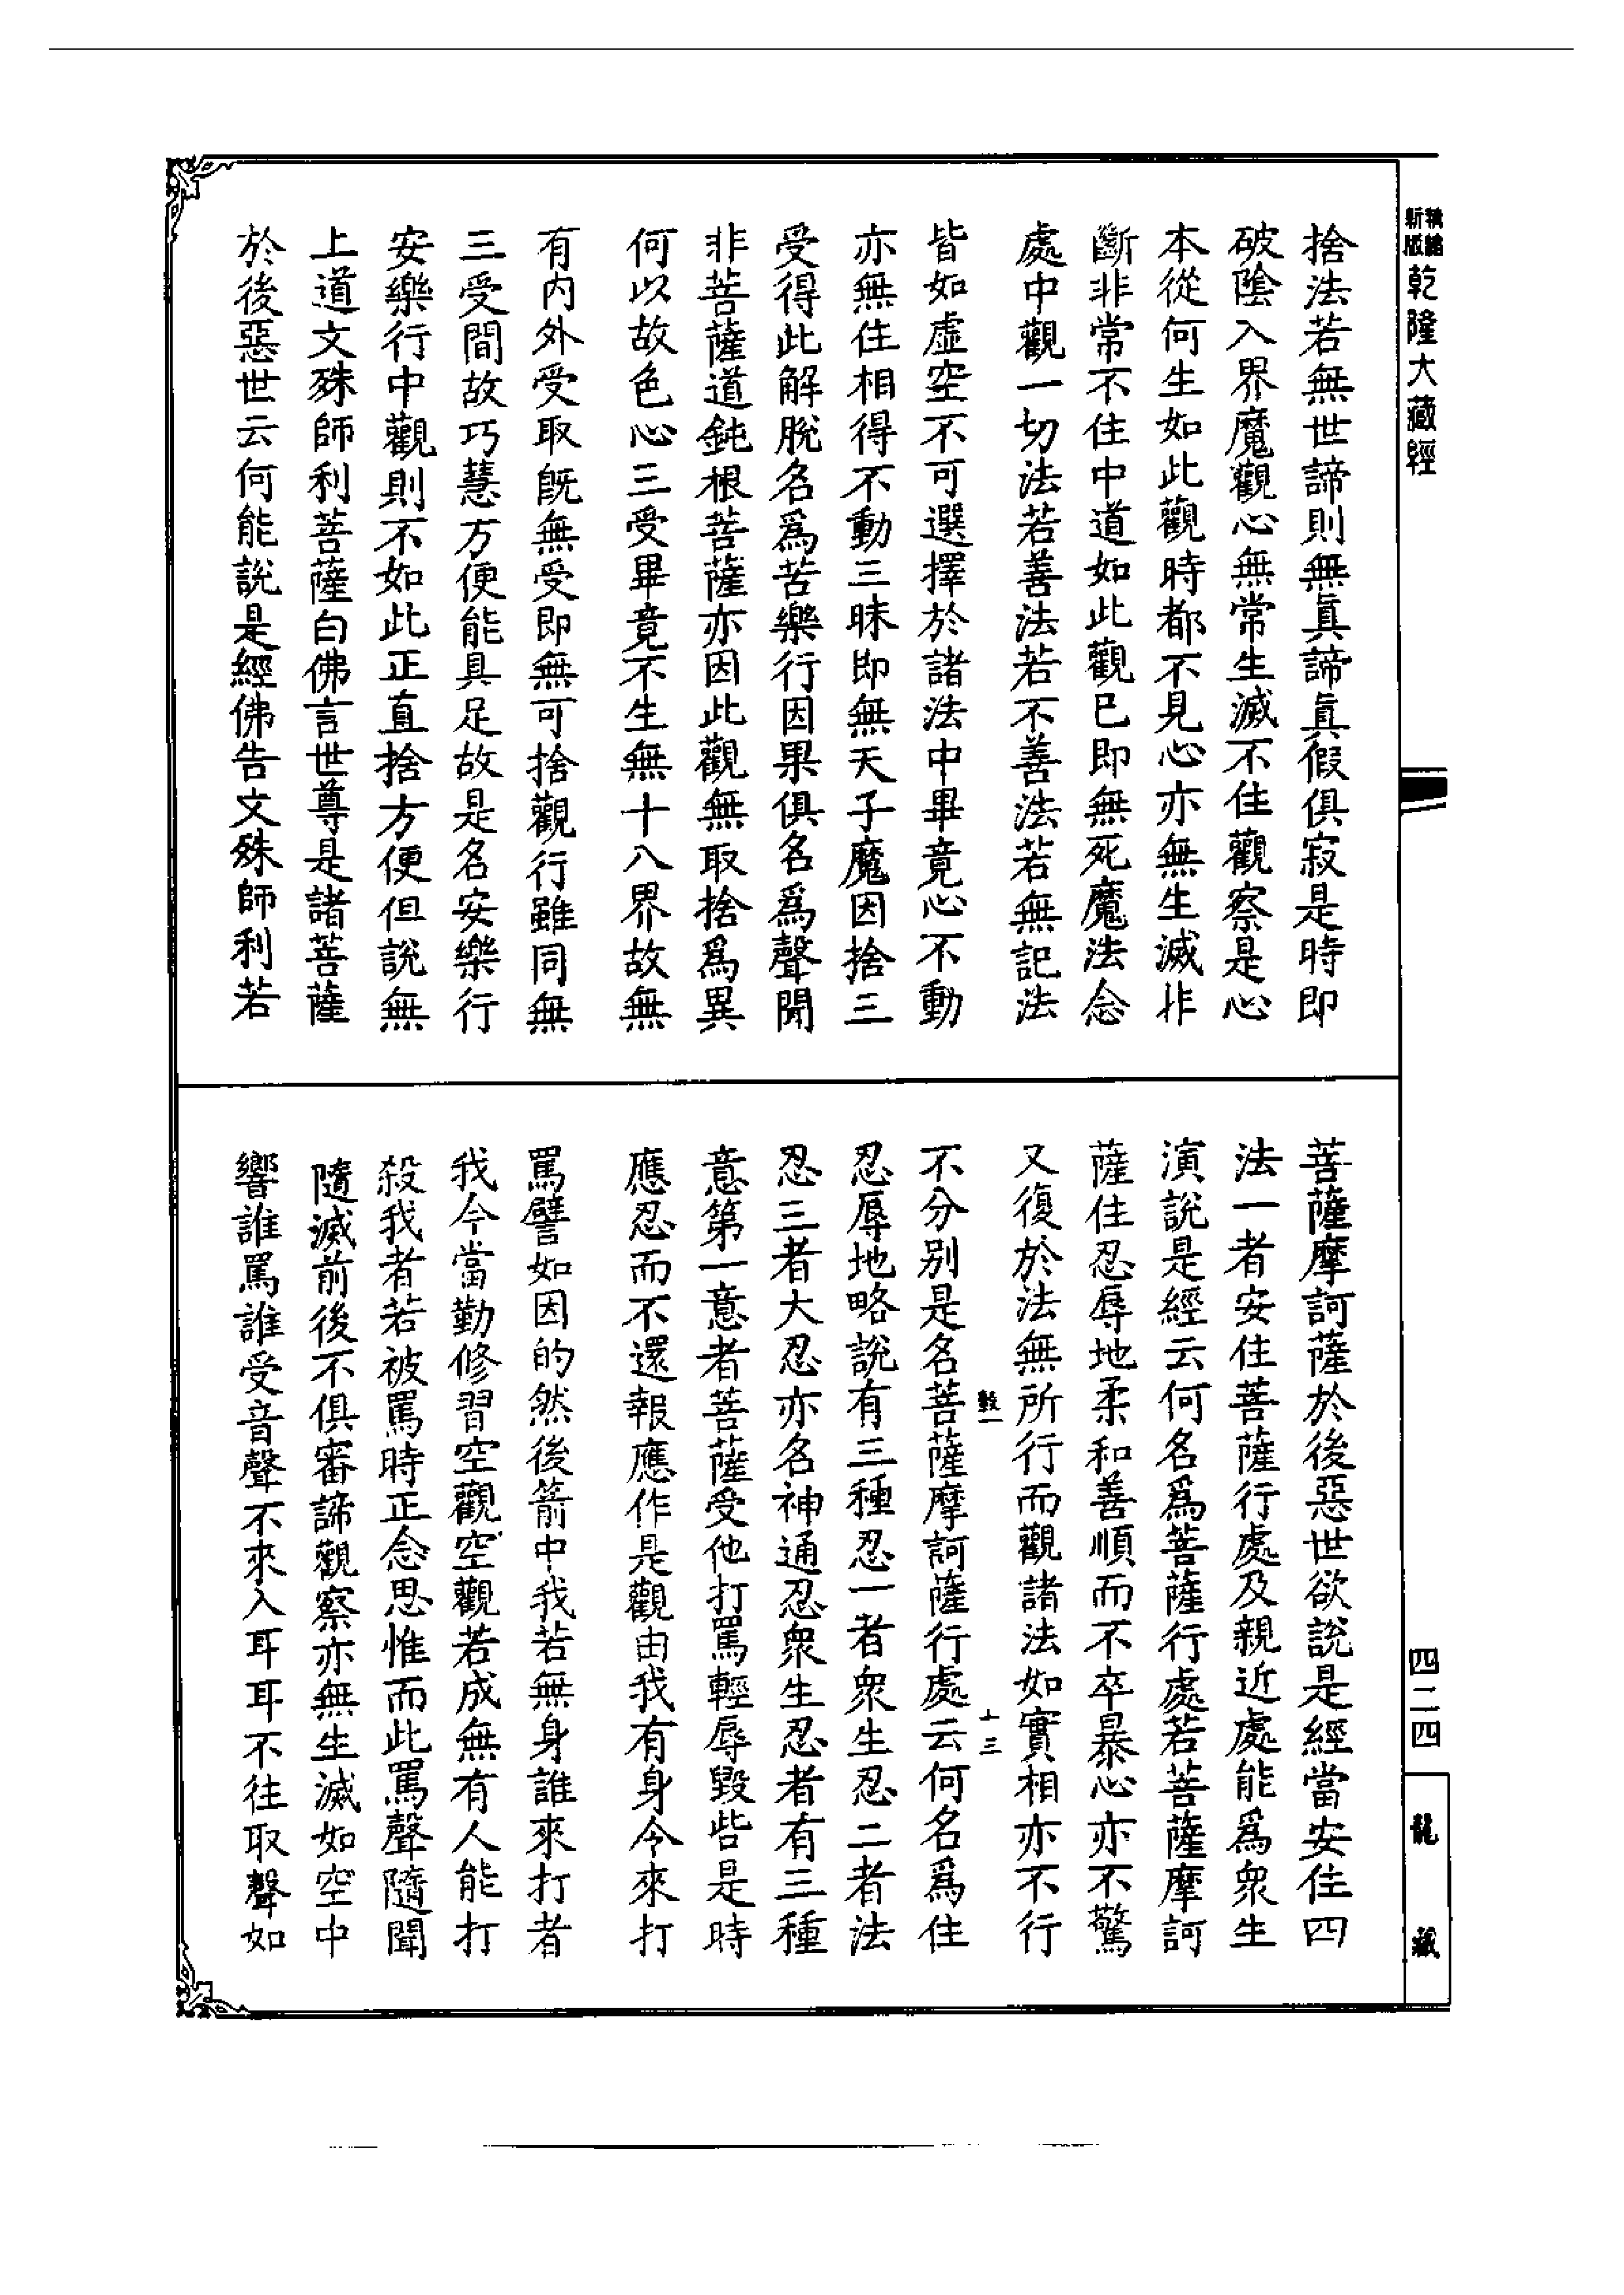 新版
乾隆大藏經
四二四
龍藏
捨法若無世諦則無真諦真假俱寂是時即
破陰入界魔觀心無常生滅不住觀察是心
本從何生如此觀時都不見心亦無生滅非
斷非常不住中道如此觀已即無死魔法念
處中觀一切法若善法若不善法若無記法
皆如虛空不可選擇於諸法中畢竟心不動
亦無住相得不動三昧即無天子魔因捨三
受得此解脫名爲苦樂行因果俱名爲聲聞
非菩薩道鈍根菩薩亦因此觀無取捨爲異
何以故色心三受畢竟不生無十八界故無
有内外受取旣無受即無可捨觀行雖同無
三受間故巧慧方便能具足故是名安樂行
安樂行中觀則不如此正直捨方便但說無
上道文殊師利菩薩白佛言世尊是諸菩薩
於後惡世云何能說是經佛告文殊師利若
菩薩摩訶薩於後惡世欲說是經當安住四
法一者安住菩薩行處及親近處能爲衆生
演說是經云何名爲菩薩行處若菩薩摩訶
薩住忍辱地柔和善順而不卒暴心亦不驚
又復於法無所行而觀諸法如實相亦不行
十三
不分别是名菩薩摩訶薩行處云何名爲住
忍辱地略說有三種忍一者衆生忍二者法
忍三者大忍亦名神通忍衆生忍者有三種
意第一意者菩薩受他打罵輕辱毀呰是時
應忍而不還報應作是觀由我有身令來打
罵譬如因的然後箭中我若無身誰來打者
我今當勤修習空觀空觀若成無有人能打
殺我者若被罵時正念思惟而此罵聲隨聞
隨滅前後不俱審諦觀察亦無生滅如空中
響誰罵誰受音聲不來入耳耳不往取聲如